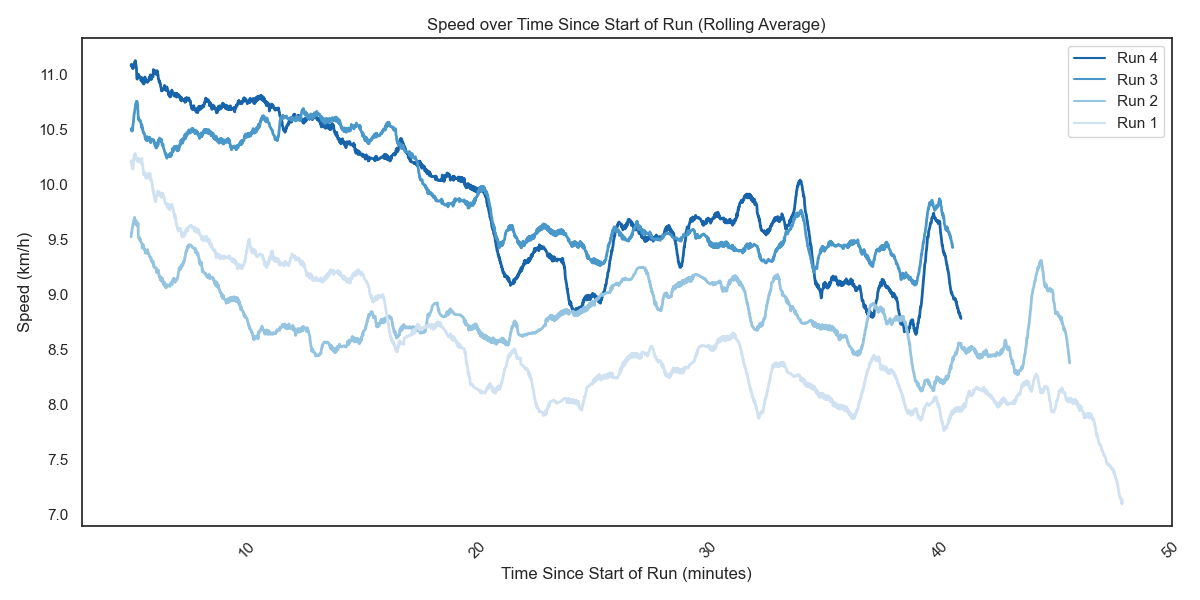 Speed over Time Since Start of Run (Rolling Average)
Run 4
Run 3
Run 2
Run 1
Speed (km/h)
11.0
10.5
10.0
9.5
9.0
8.5
8.0
7.5
7.0
10
20
30
40
50
Time Since Start of Run (minutes)